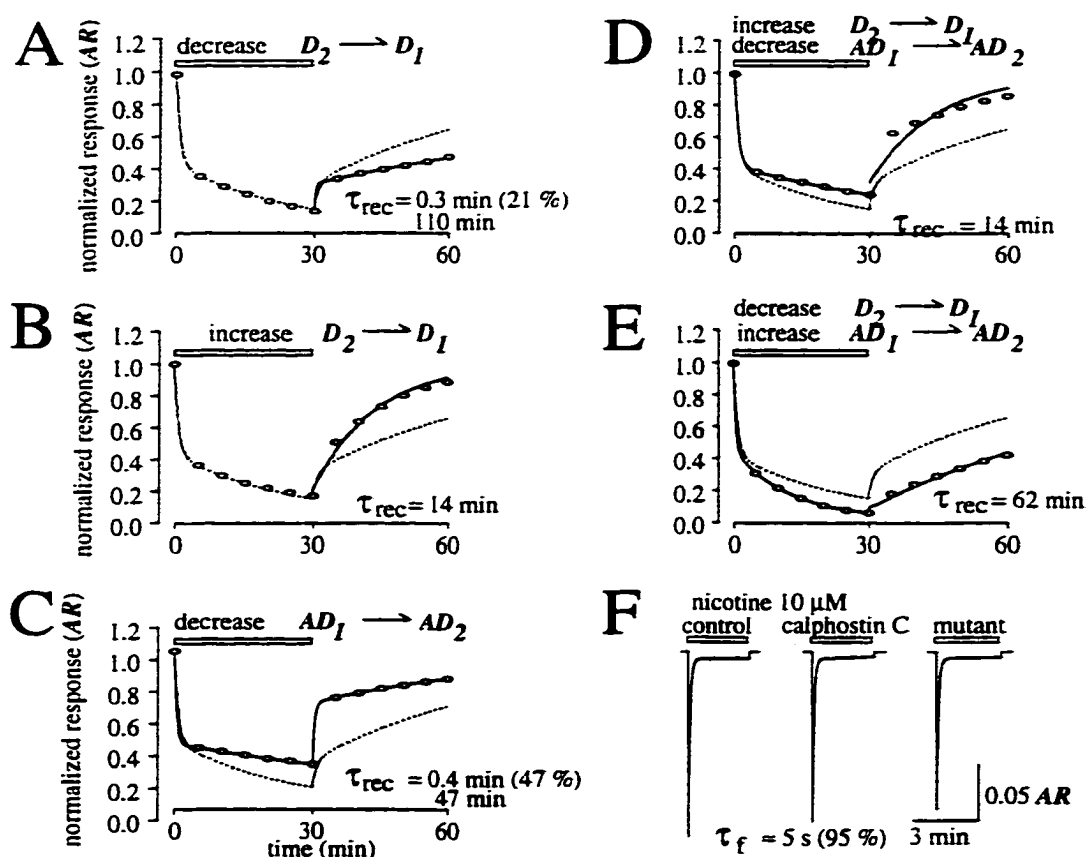 A
decrease D2 → D1
normalized response (AR)
1.2
1.0
0.8
0.6
0.4
0.2
0.0
τrec = 0.3 min (21 %)
110 min
0 30 60
B
increase D2 → D1
normalized response (AR)
1.2
1.0
0.8
0.6
0.4
0.2
0.0
τrec = 14 min
0 30 60
C
decrease AD1 → AD2
normalized response (AR)
1.2
1.0
0.8
0.6
0.4
0.2
0.0
τrec = 0.4 min (47 %)
47 min
0 30 60
time (min)
D
increase D2 → D1
decrease AD1 → AD2
1.2
1.0
0.8
0.6
0.4
0.2
0.0
τrec = 14 min
0 30 60
E
decrease D2 → D1
increase AD1 → AD2
1.2
1.0
0.8
0.6
0.4
0.2
0.0
τrec = 62 min
0 30 60
F
nicotine 10 µM
control calphostin C mutant
0.05 AR
3 min
τf = 5 s (95 %)